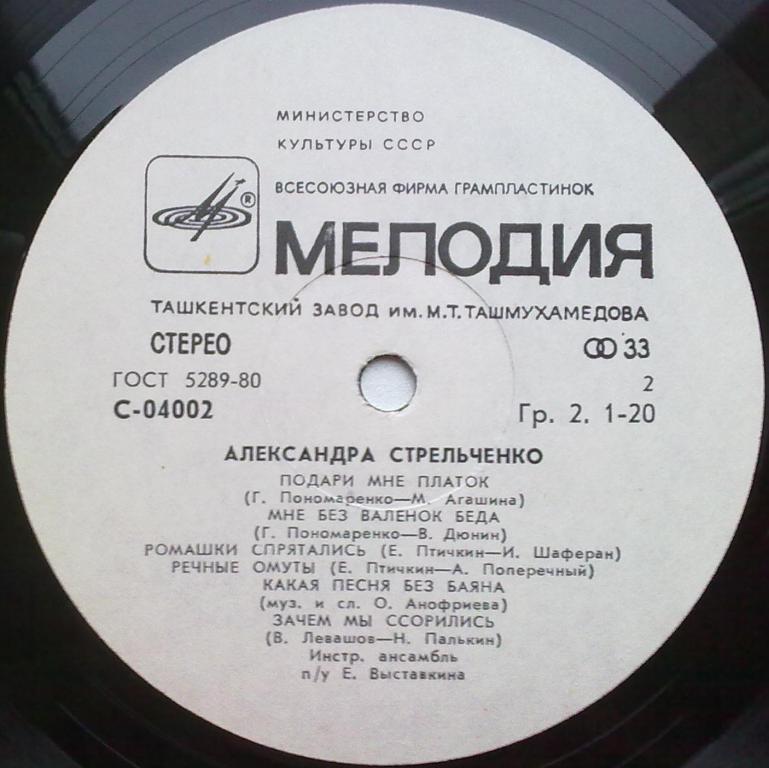 МИНИСТЕРСТВО
КУЛЬТУРЫ СССР
ВСЕСОЮЗНАЯ ФИРМА ГРАМПЛАСТИНОК
®
МЕЛОДИЯ
ТАШКЕНТСКИЙ ЗАВОД им. М.Т. ТАШМУХАМЕДОВА
СТЕРЕО 33
ГОСТ 5289-80 2
С-04002 Гр. 2. 1-20
АЛЕКСАНДРА СТРЕЛЬЧЕНКО
ПОДАРИ МНЕ ПЛАТОК
(Г. Пономаренко—М. Агашина)
МНЕ БЕЗ ВАЛЕНОК БЕДА
(Г. Пономаренко—В. Дюнин)
РОМАШКИ СПРЯТАЛИСЬ (Е. Птичкин—И. Шаферан)
РЕЧНЫЕ ОМУТЫ (Е. Птичкин—А. Поперечный)
КАКАЯ ПЕСНЯ БЕЗ БАЯНА
(муз. и сл. О. Анофриева)
ЗАЧЕМ МЫ ССОРИЛИСЬ
(В. Левашов—Н. Палькин)
Инстр. ансамбль
п/у Е. Выставкина